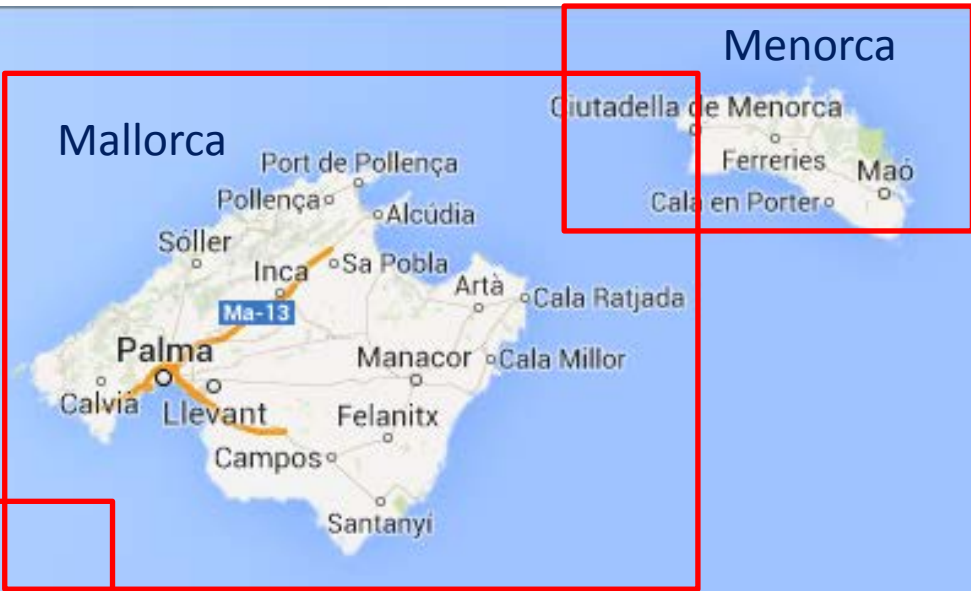 Menorca
Mallorca
Ciutadella de Menorca
Ferreries
Maó
Cala en Porter
Port de Pollença
Pollença
Alcúdia
Sóller
Inca
Sa Pobla
Artà
Cala Ratjada
Ma-13
Palma
Manacor
Cala Millor
Calvià
Llevant
Felanitx
Campos
Santanyí